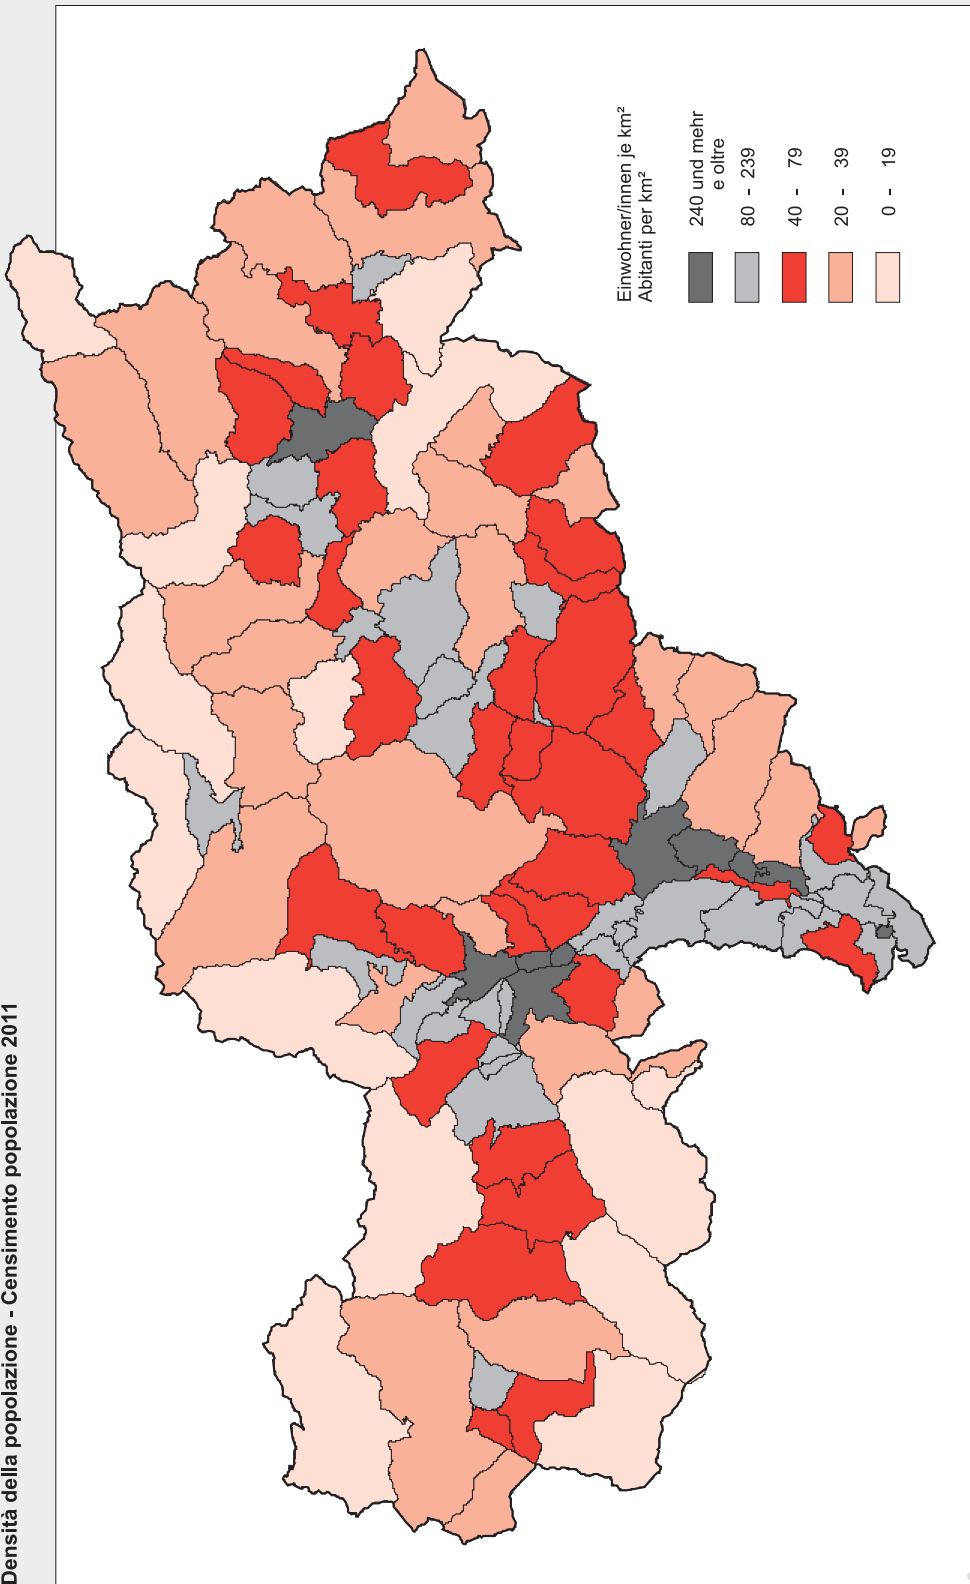 Densità della popolazione - Censimento popolazione 2011
Einwohner/innen je km²
Abitanti per km²
240 und mehr
e oltre
80 - 239
40 - 79
20 - 39
0 - 19